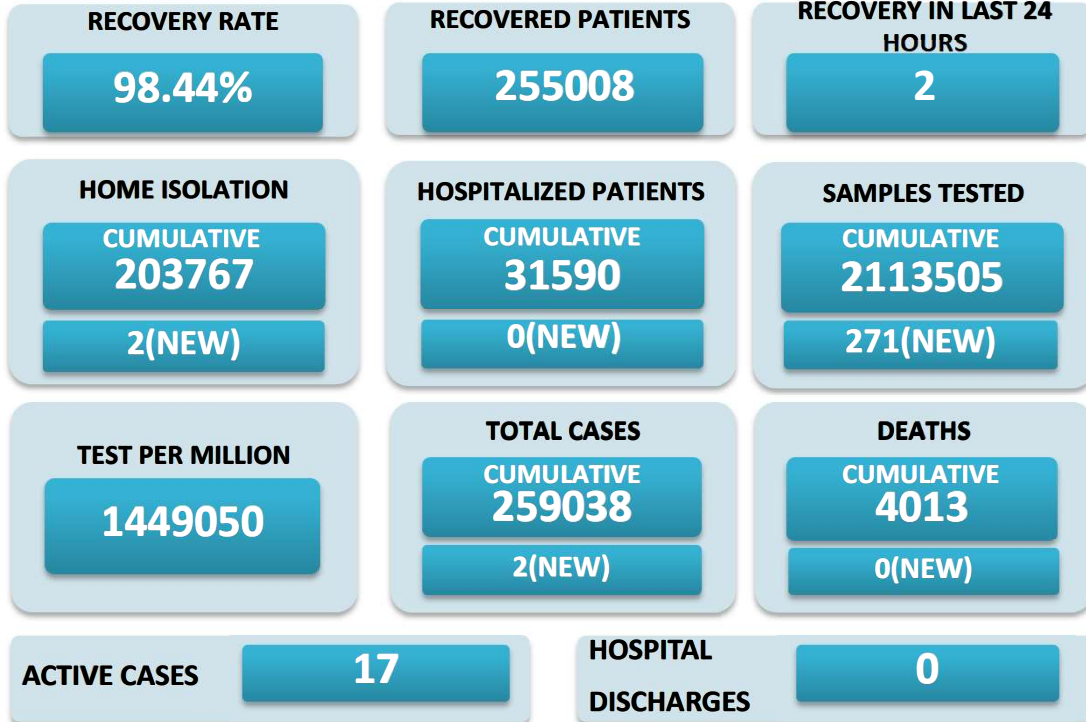 RECOVERY RATE
98.44%
RECOVERED PATIENTS
255008
RECOVERY IN LAST 24
HOURS
2
HOME ISOLATION
CUMULATIVE
203767
2(NEW)
HOSPITALIZED PATIENTS
CUMULATIVE
31590
0(NEW)
SAMPLES TESTED
CUMULATIVE
2113505
271(NEW)
TEST PER MILLION
1449050
TOTAL CASES
CUMULATIVE
259038
2(NEW)
DEATHS
CUMULATIVE
4013
0(NEW)
ACTIVE CASES
17
HOSPITAL
DISCHARGES
0